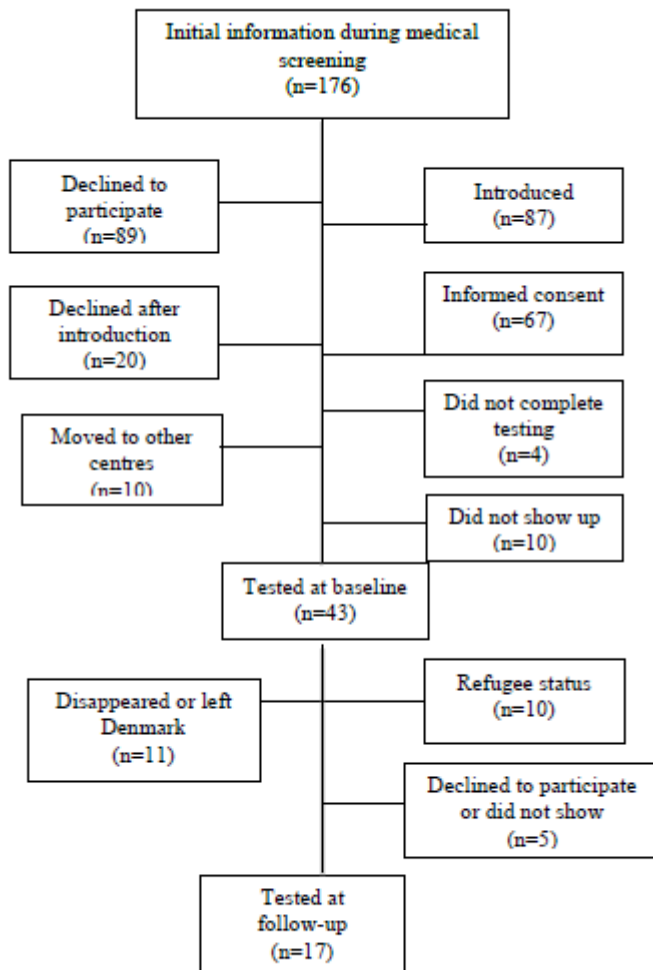 Initial information during medical
screening
(n=176)
Declined to
participate
(n=89)
Introduced
(n=87)
Declined after
introduction
(n=20)
Informed consent
(n=67)
Moved to other
centres
(n=10)
Did not complete
testing
(n=4)
Did not show up
(n=10)
Tested at baseline
(n=43)
Disappeared or left
Denmark
(n=11)
Refugee status
(n=10)
Declined to participate
or did not show
(n=5)
Tested at
follow-up
(n=17)